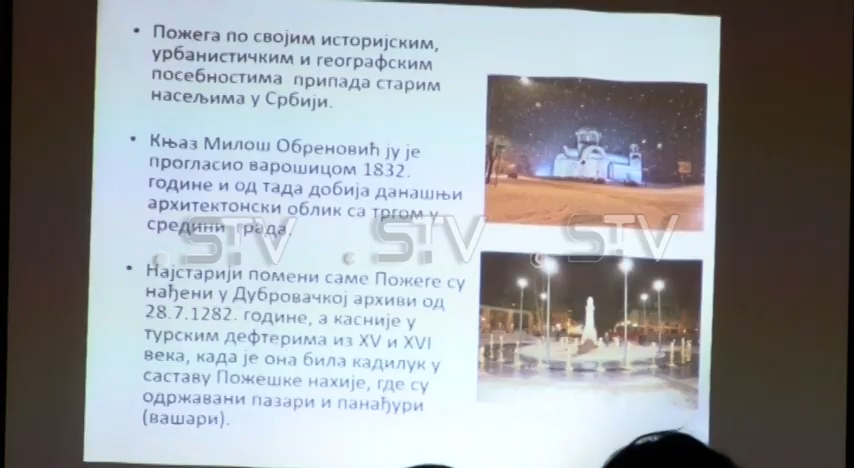 • Пожега по својим историјским,
урбанистичким и географским
посебностима припада старим
насељима у Србији.
• Књаз Милош Обреновић ју је
прогласио варошицом 1832.
године и од тада добија данашњи
архитектонски облик са тргом у
средини града.
• Најстарији помени саме Пожеге су
нађени у Дубровачкој архиви од
28.7.1282. године, а касније у
турским дефтерима из XV и XVI
века, када је она била кадилук у
саставу Пожешке нахије, где су
одржавани пазари и панађури
(вашари).
STV STV STV